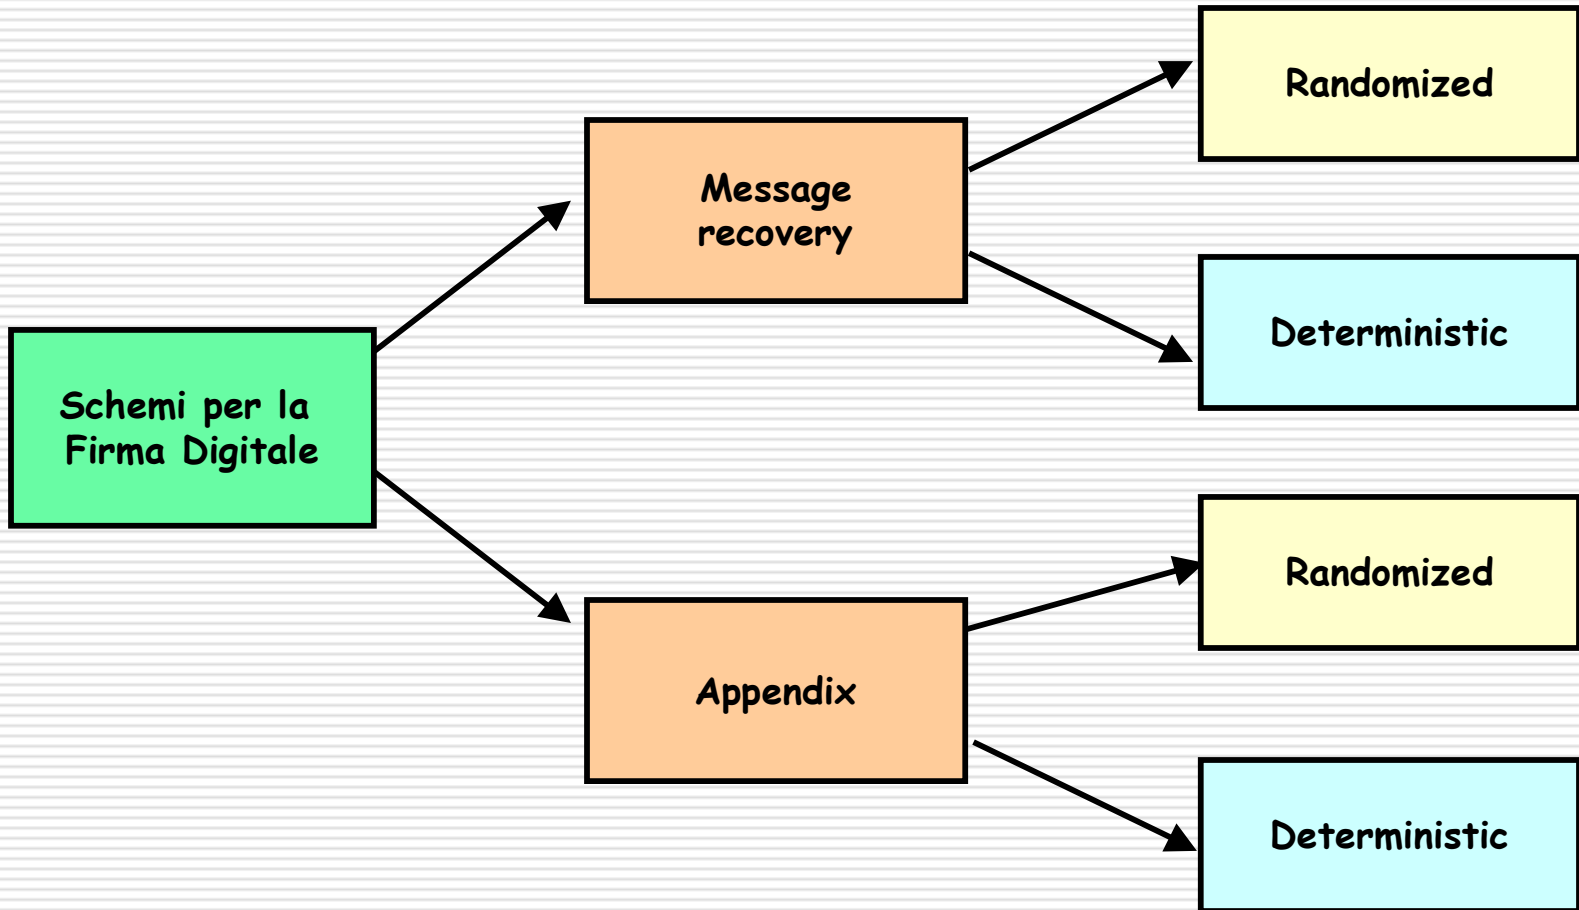 Schemi per la
Firma Digitale
Message
recovery
Randomized
Deterministic
Appendix
Randomized
Deterministic